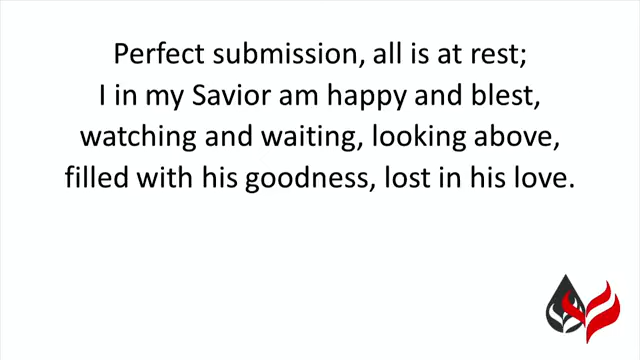 Perfect submission, all is at rest;
I in my Savior am happy and blest,
watching and waiting, looking above,
filled with his goodness, lost in his love.